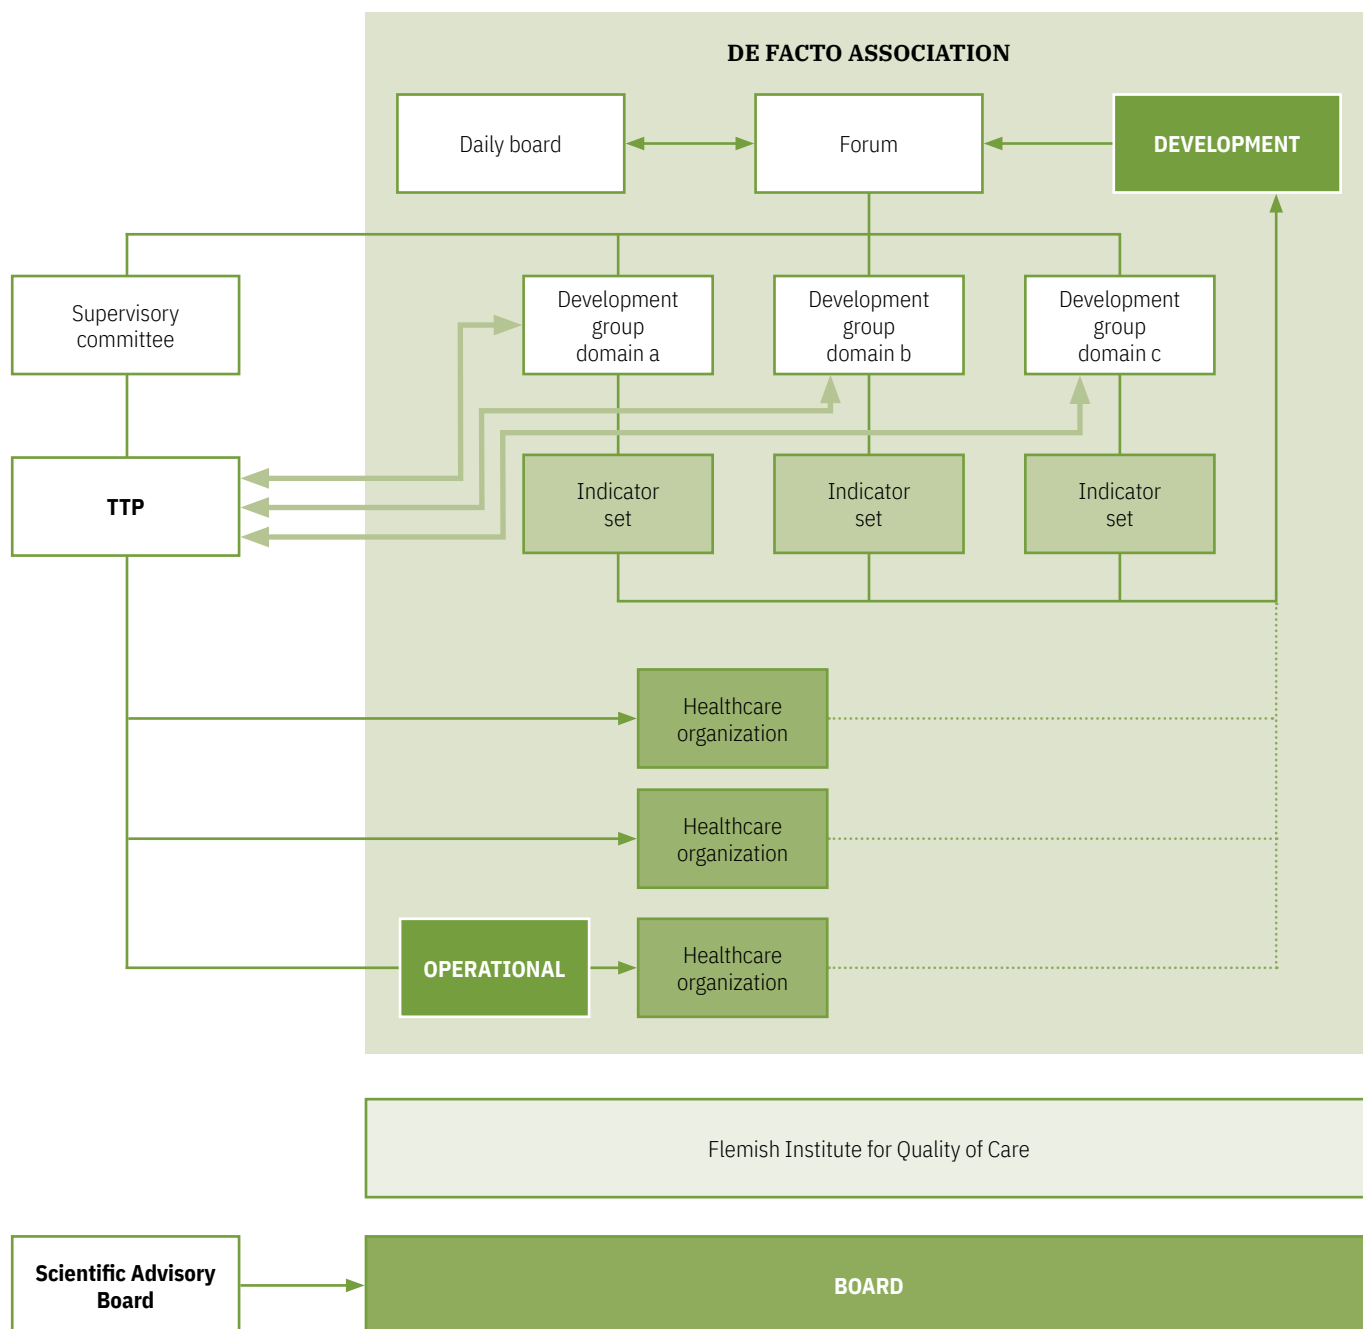 DE FACTO ASSOCIATION
Daily board
Forum
DEVELOPMENT
Supervisory
committee
Development
group
domain a
Development
group
domain b
Development
group
domain c
TTP
Indicator
set
Indicator
set
Indicator
set
Healthcare
organization
Healthcare
organization
OPERATIONAL
Healthcare
organization
Flemish Institute for Quality of Care
Scientific Advisory
Board
BOARD